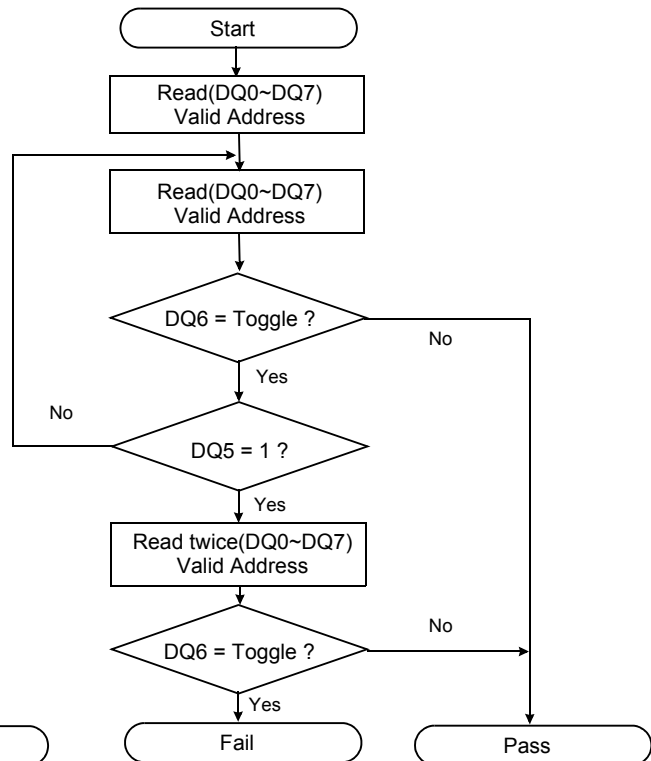 Start
Read(DQ0~DQ7)
Valid Address
Read(DQ0~DQ7)
Valid Address
DQ6 = Toggle ?
No
Yes
No
DQ5 = 1 ?
Yes
Read twice(DQ0~DQ7)
Valid Address
No
DQ6 = Toggle ?
Yes
Fail
Pass